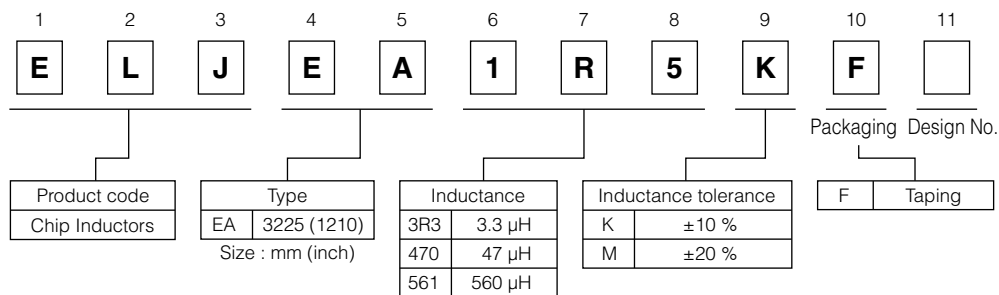 1 2 3 4 5 6 7 8 9 10 11
E L J E A 1 R 5 K F
Packaging Design No.
Product code
Chip Inductors
Type
EA 3225 (1210)
Size : mm (inch)
Inductance
3R3 3.3 µH
470 47 µH
561 560 µH
Inductance tolerance
K ±10 %
M ±20 %
F Taping